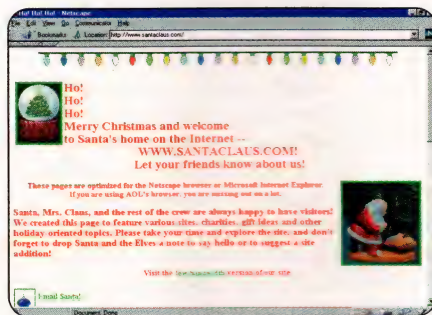 Ho! Ho! Ho! - Netscape
File Edit View Go Communicator Help
Bookmarks Location: http://www.santaclaus.com/
Ho!
Ho!
Ho!
Merry Christmas and welcome
to Santa's home on the Internet --
WWW.SANTACLAUS.COM!
Let your friends know about us!
These pages are optimized for the Netscape browser or Microsoft Internet Explorer
If you are using AOL's browser, you are missing out on a lot.
Santa, Mrs. Claus, and the rest of the crew are always happy to have visitors!
We created this page to feature various sites, charities, gift ideas and other
holiday-oriented topics. Please take your time and explore the site, and don't
forget to drop Santa and the Elves a note to say hello or to suggest a site
addition!
Visit the section of our site
Email Santa!
Document: Done